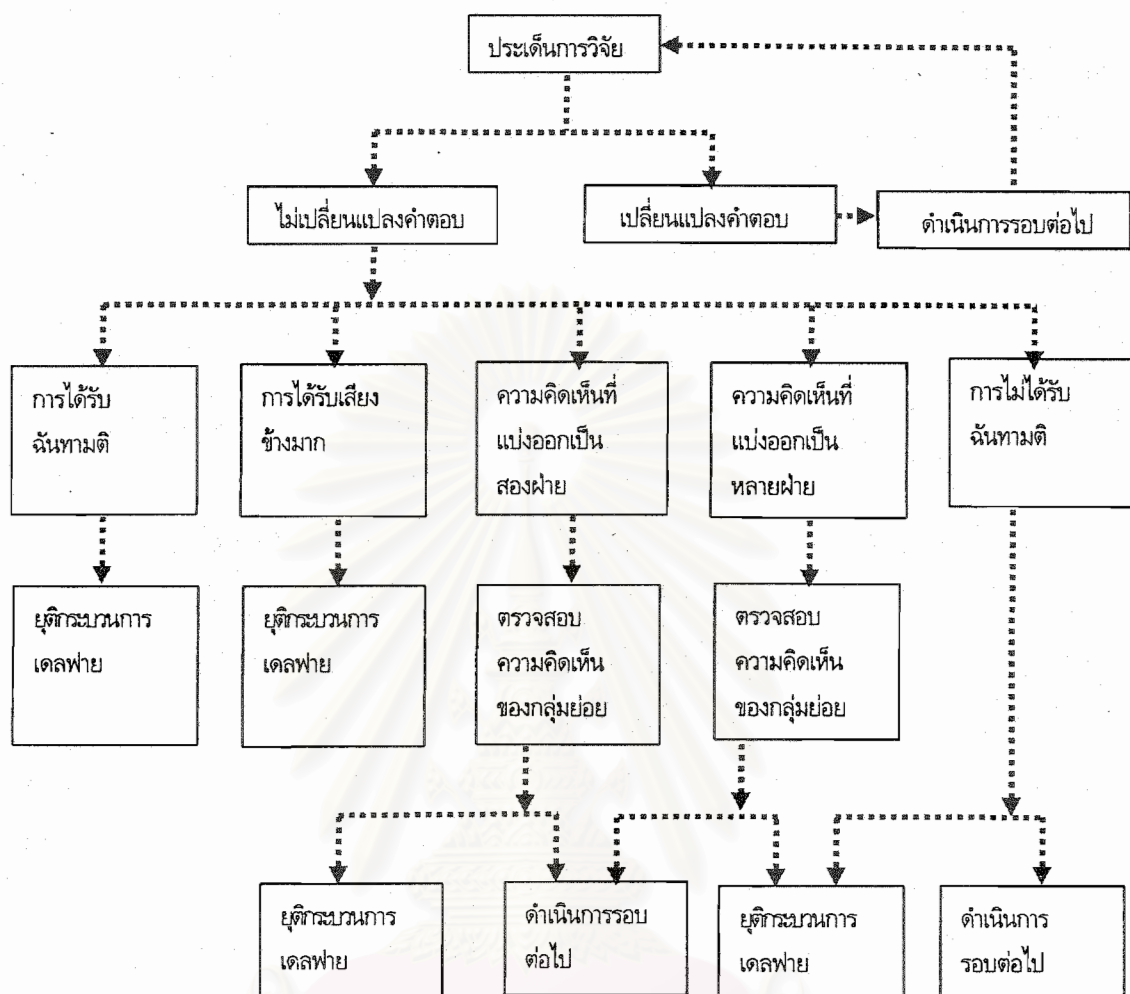 ประเด็นการวิจัย
ไม่เปลี่ยนแปลงคำตอบ
เปลี่ยนแปลงคำตอบ
ดำเนินการรอบต่อไป
การได้รับ
ฉันทามติ
การได้รับเสียง
ข้างมาก
ความคิดเห็นที่
แบ่งออกเป็น
สองฝ่าย
ความคิดเห็นที่
แบ่งออกเป็น
หลายฝ่าย
การไม่ได้รับ
ฉันทามติ
ยุติกระบวนการ
เดลฟาย
ยุติกระบวนการ
เดลฟาย
ตรวจสอบ
ความคิดเห็น
ของกลุ่มย่อย
ตรวจสอบ
ความคิดเห็น
ของกลุ่มย่อย
ยุติกระบวนการ
เดลฟาย
ดำเนินการรอบ
ต่อไป
ยุติกระบวนการ
เดลฟาย
ดำเนินการ
รอบต่อไป